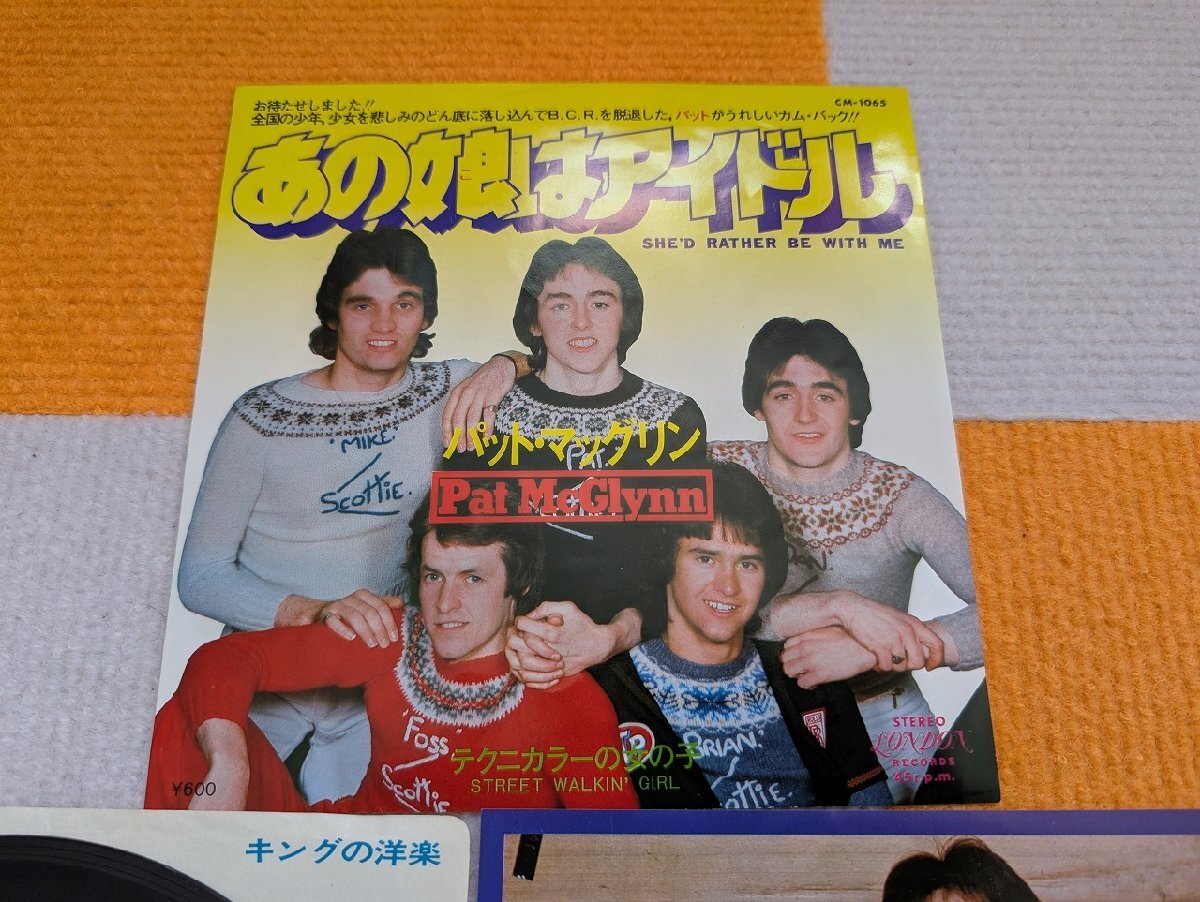 お待たせしました!!
CM-1065
全国の少年、少女を悲しみのどん底に落し込んでB.C.R.を脱退した,パットがうれしいカム・バック!!
あの娘はアイドル
こ
SHE'D RATHER BE WITH ME
"MIKE"
Scottie.
パット・マッグリン
PAT.
Pat McGlynn
"Foss"
Scottie
BRIAN."
Scottie.
テクニカラーの女の子
STREET WALKIN' GIRL
¥600
STEREO
LONDON
RECORDS
45r.p.m.
キングの洋楽